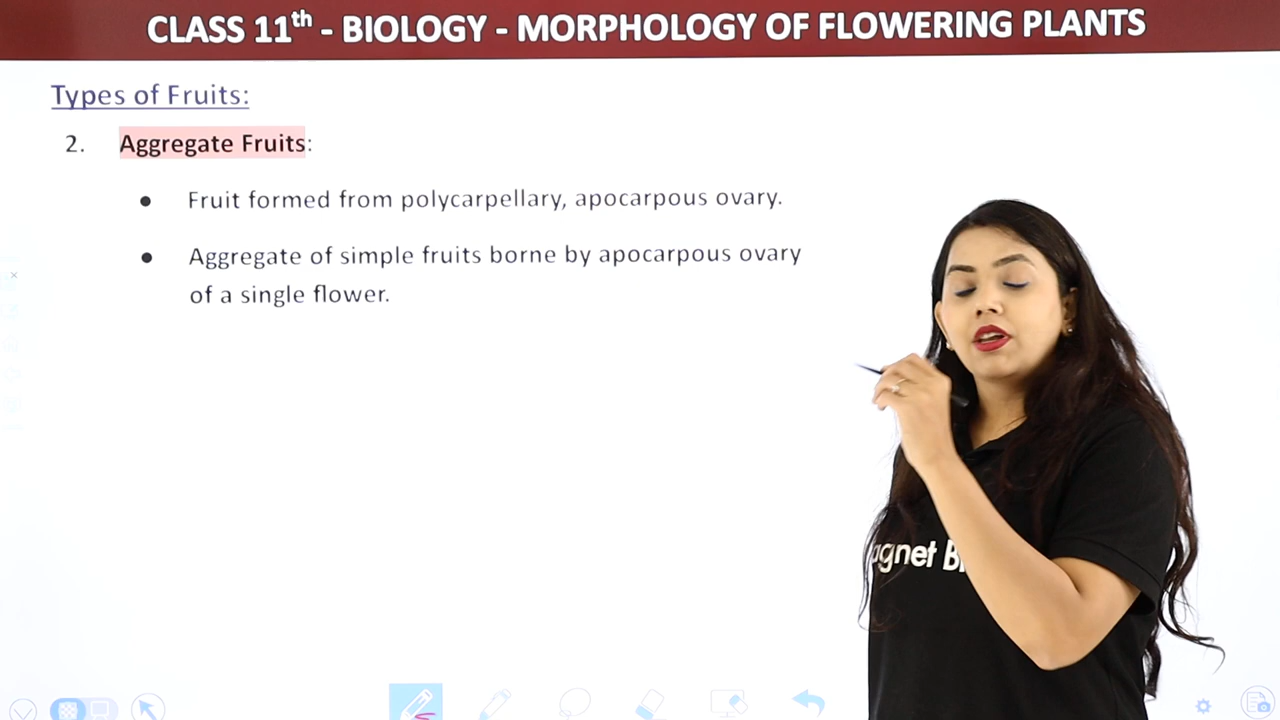 CLASS 11th - BIOLOGY - MORPHOLOGY OF FLOWERING PLANTS
Types of Fruits:
2. Aggregate Fruits:
● Fruit formed from polycarpellary, apocarpous ovary.
● Aggregate of simple fruits borne by apocarpous ovary
of a single flower.
agnet B